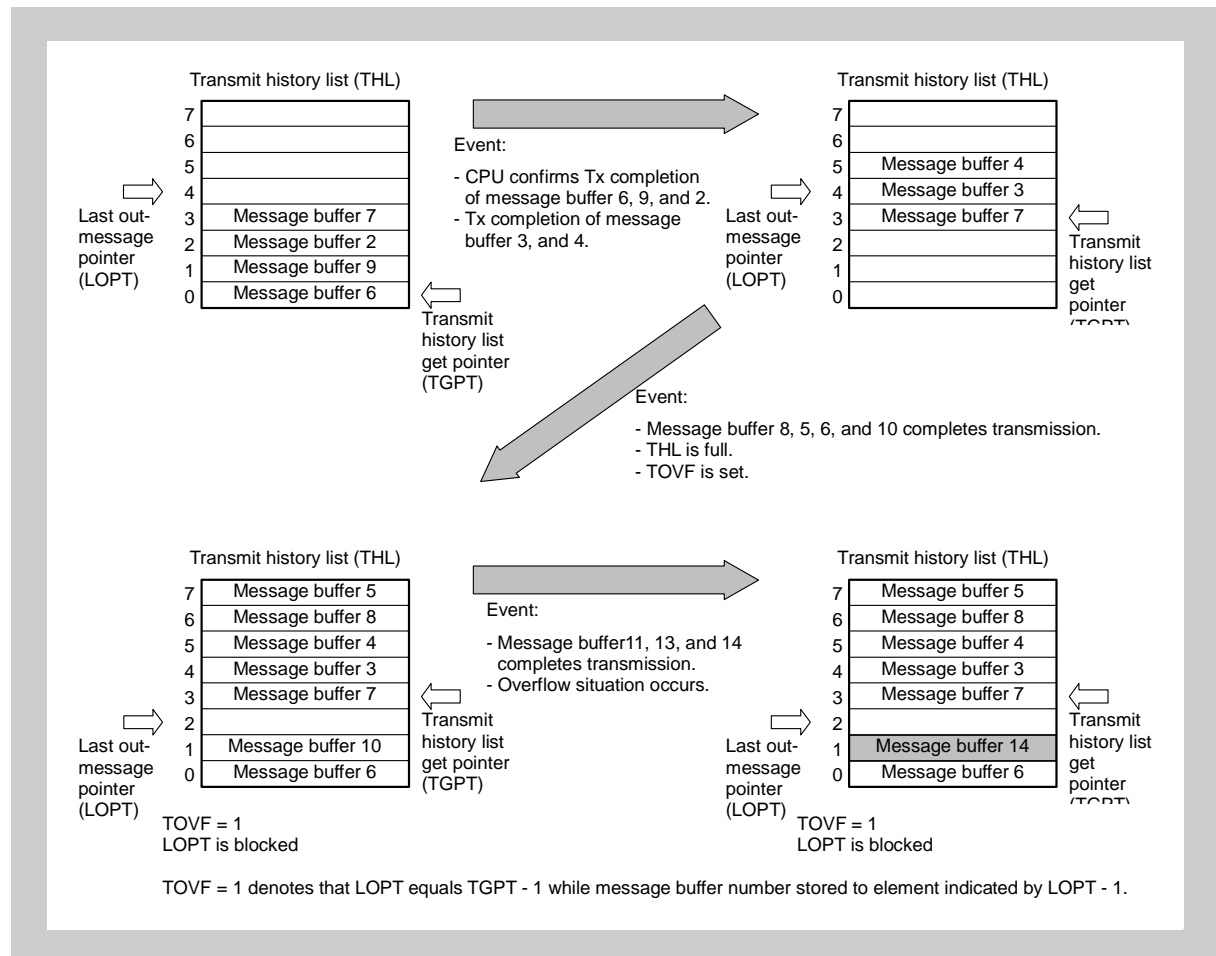 Transmit history list (THL)
7
6
5
4
3 Message buffer 7
2 Message buffer 2
1 Message buffer 9
0 Message buffer 6
Last out-
message
pointer
(LOPT)
Transmit
history list
get pointer
(TGPT)
Event:
- CPU confirms Tx completion
of message buffer 6, 9, and 2.
- Tx completion of message
buffer 3, and 4.
Transmit history list (THL)
7
6
5 Message buffer 4
4 Message buffer 3
3 Message buffer 7
2
1
0
Last out-
message
pointer
(LOPT)
Transmit
history list
get
pointer
(TGPT)
Event:
- Message buffer 8, 5, 6, and 10 completes transmission.
- THL is full.
- TOVF is set.
Transmit history list (THL)
7 Message buffer 5
6 Message buffer 8
5 Message buffer 4
4 Message buffer 3
3 Message buffer 7
2
1 Message buffer 10
0 Message buffer 6
Last out-
message
pointer
(LOPT)
Transmit
history list
get pointer
(TGPT)
TOVF = 1
LOPT is blocked
Event:
- Message buffer11, 13, and 14
completes transmission.
- Overflow situation occurs.
Transmit history list (THL)
7 Message buffer 5
6 Message buffer 8
5 Message buffer 4
4 Message buffer 3
3 Message buffer 7
2
1 Message buffer 14
0 Message buffer 6
Last out-
message
pointer
(LOPT)
Transmit
history list
get
pointer
(TGPT)
TOVF = 1
LOPT is blocked
TOVF = 1 denotes that LOPT equals TGPT - 1 while message buffer number stored to element indicated by LOPT - 1.